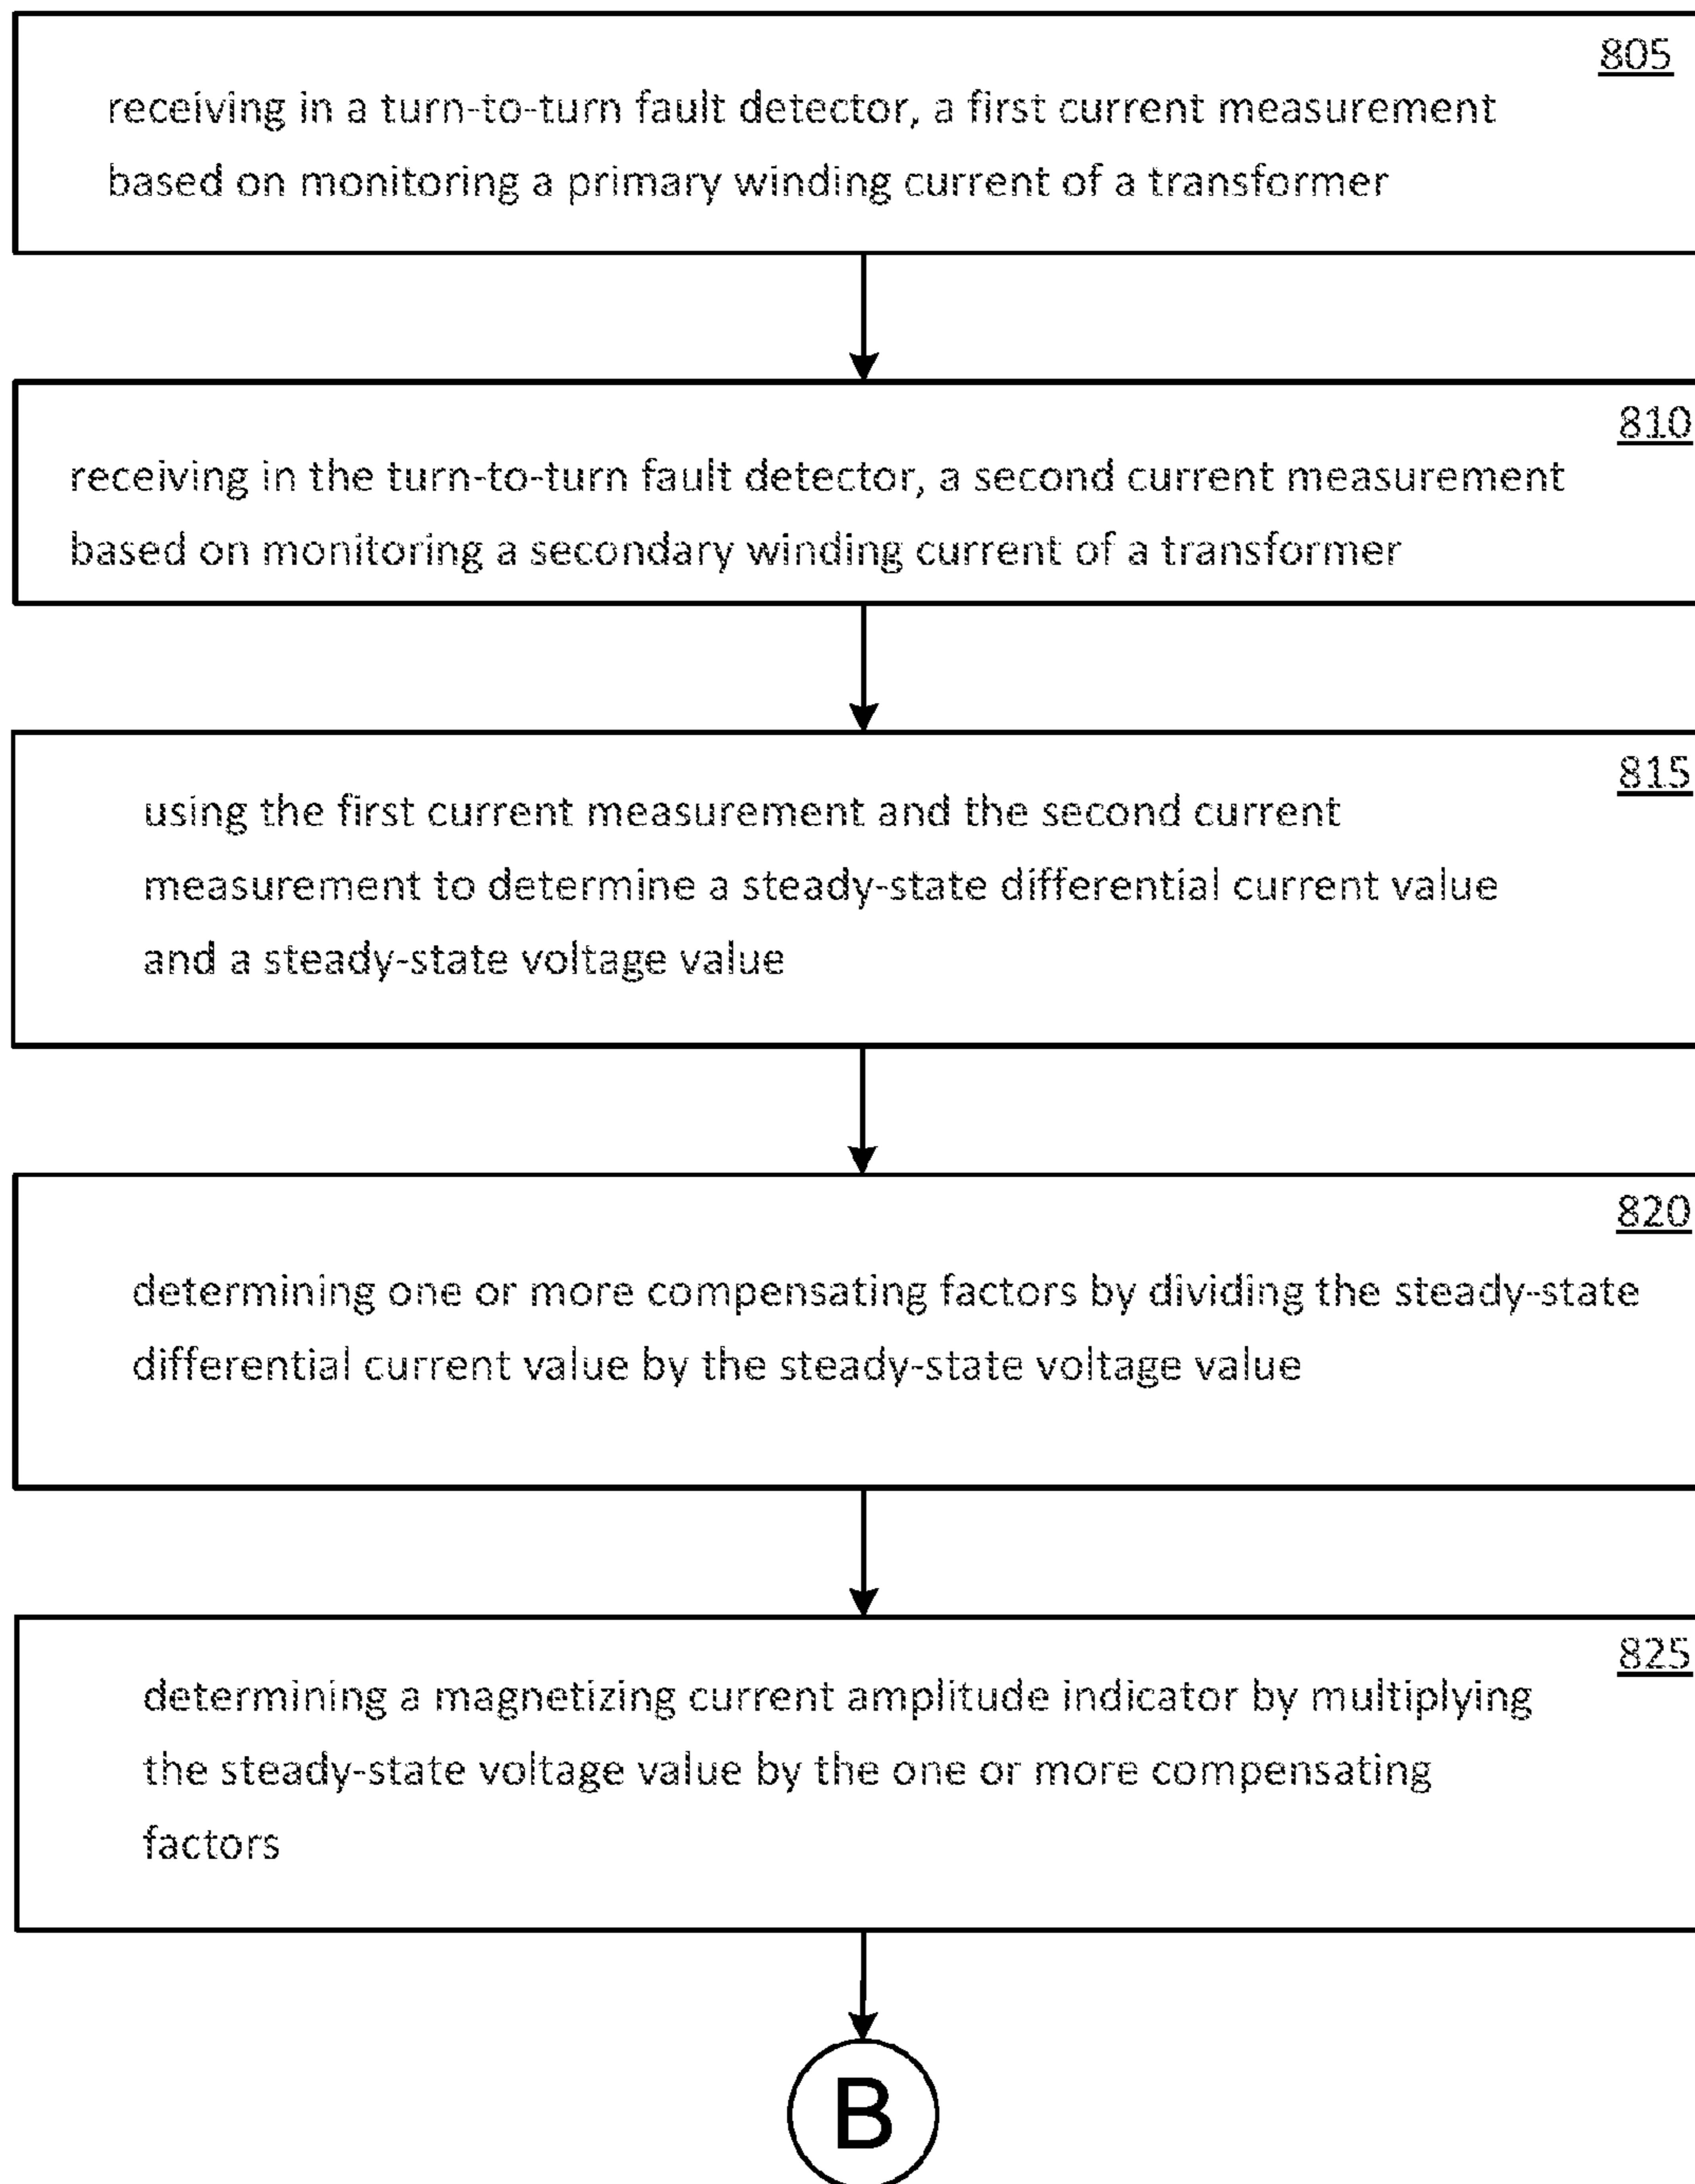 805
receiving in a turn-to-turn fault detector, a first current measurement
based on monitoring a primary winding current of a transformer
810
receiving in the turn-to-turn fault detector, a second current measurement
based on monitoring a secondary winding current of a transformer
815
using the first current measurement and the second current
measurement to determine a steady-state differential current value
and a steady-state voltage value
820
determining one or more compensating factors by dividing the steady-state
differential current value by the steady-state voltage value
825
determining a magnetizing current amplitude indicator by multiplying
the steady-state voltage value by the one or more compensating
factors
B